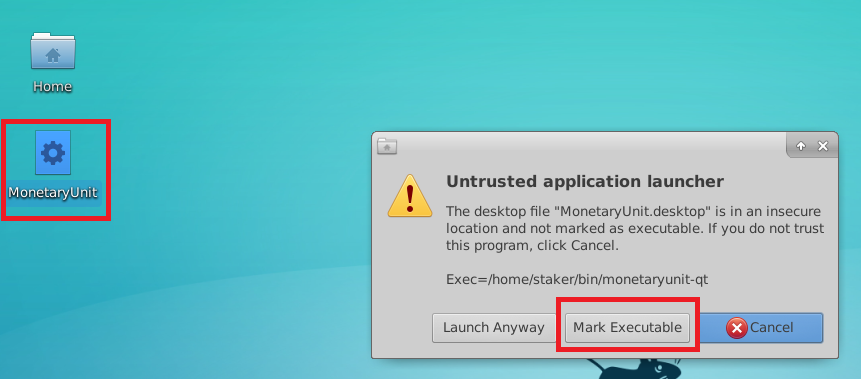 Home
MonetaryUnit
Untrusted application launcher
The desktop file "MonetaryUnit.desktop" is in an insecure
location and not marked as executable. If you do not trust
this program, click Cancel.
Exec=/home/staker/bin/monetaryunit-qt
Launch Anyway Mark Executable Cancel